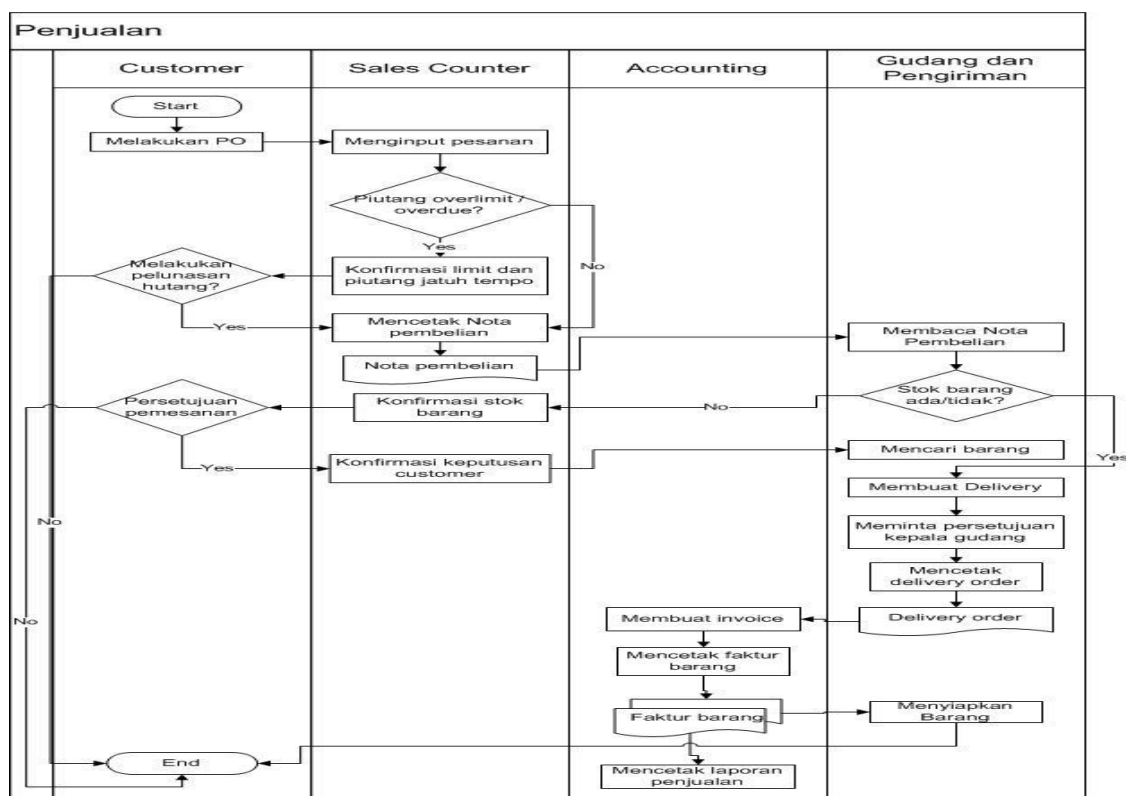 Penjualan
Customer
Sales Counter
Accounting
Gudang dan
Pengiriman
Start
Melakukan PO
Menginput pesanan
Piutang overlimit /
overdue?
Yes
No
Melakukan
pelunasan
hutang?
Konfirmasi limit dan
piutang jatuh tempo
Yes
Mencetak Nota
pembelian
Membaca Nota
Pembelian
Nota pembelian
Stok barang
ada/tidak?
Persetujuan
pemesanan
Konfirmasi stok
barang
No
Yes
Yes
Konfirmasi keputusan
customer
Mencari barang
Membuat Delivery
No
Meminta persetujuan
kepala gudang
Mencetak
delivery order
No
Membuat invoice
Delivery order
Mencetak faktur
barang
Faktur barang
Menyiapkan
Barang
End
Mencetak laporan
penjualan